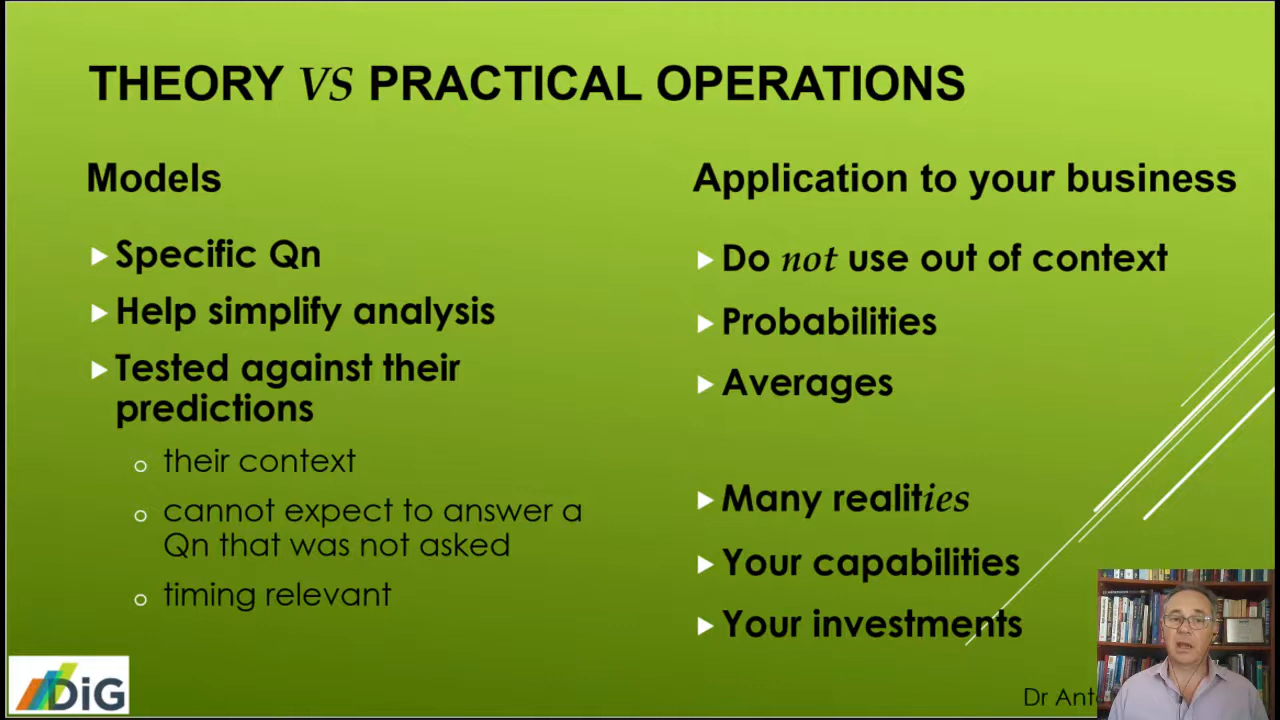 THEORY VS PRACTICAL OPERATIONS
Models
Specific Qn
Help simplify analysis
Tested against their
predictions
their context
cannot expect to answer a
Qn that was not asked
timing relevant
Application to your business
Do not use out of context
Probabilities
Averages
Many realities
Your capabilities
Your investments
DiG
Dr